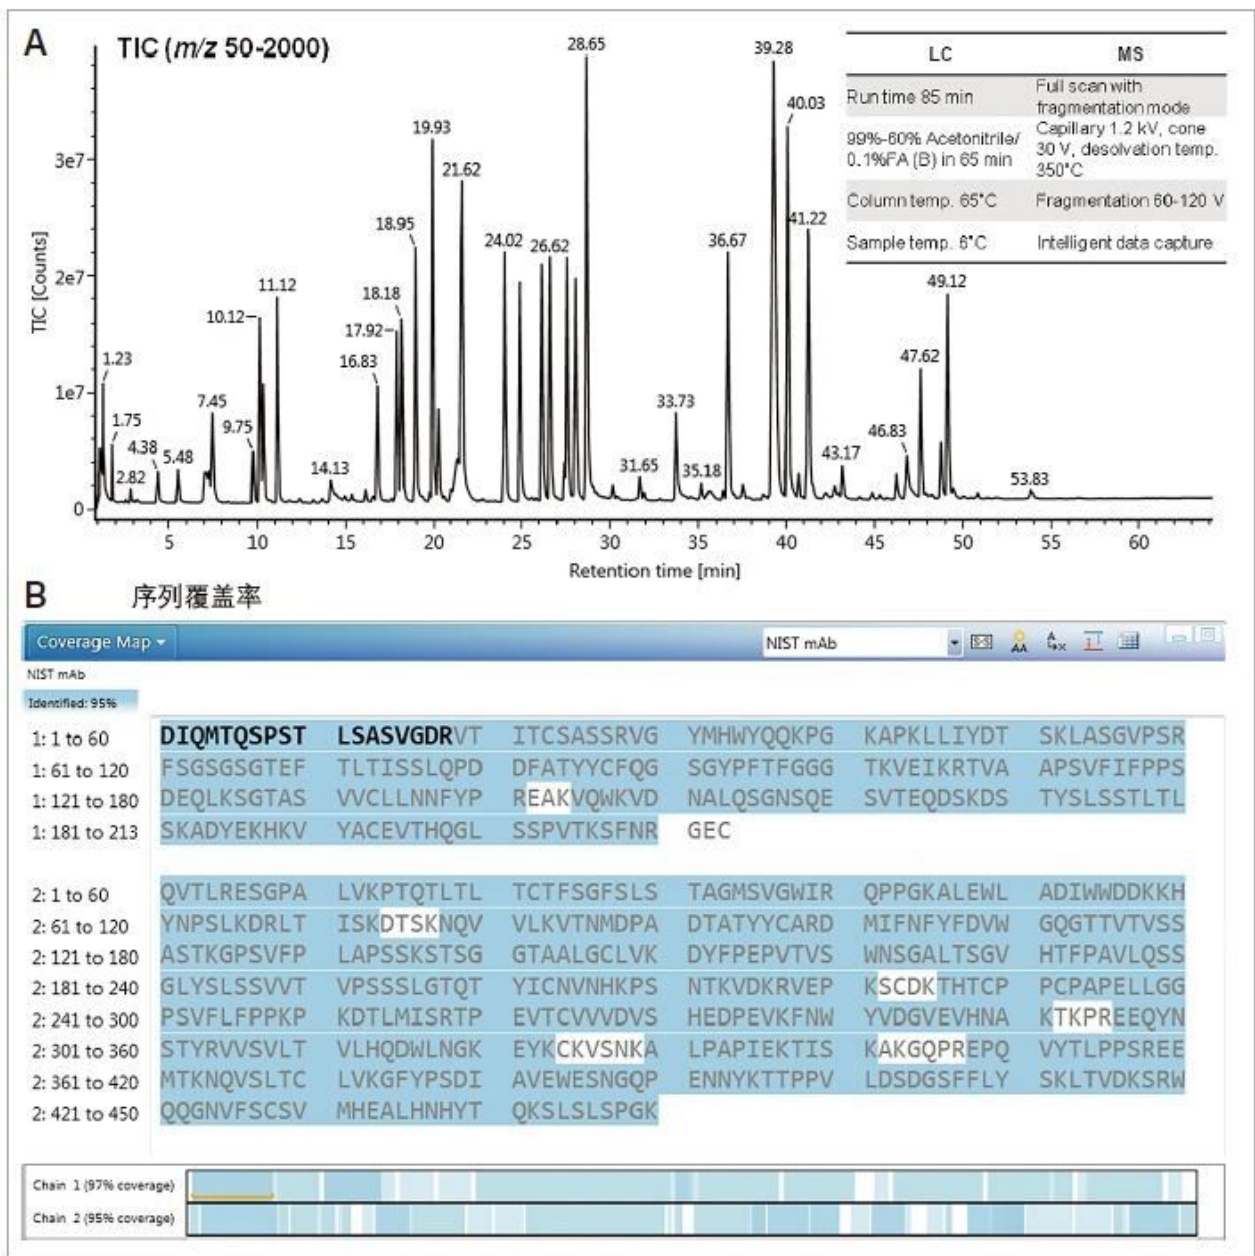 A
TIC (m/z 50-2000)
LC MS
Run time 85 min Full scan with fragmentation mode
99%-60% Acetonitrile/ 0.1%FA (B) in 65 min Capillary 1.2 kV, cone 30 V, desolvation temp. 350°C
Column temp. 65°C Fragmentation 60-120 V
Sample temp. 6°C Intelligent data capture
TIC [Counts]
3e7
2e7
1e7
0
1.23
1.75
2.82
4.38
5.48
7.45
9.75
10.12
11.12
14.13
16.83
17.92
18.18
18.95
19.93
21.62
24.02
26.62
28.65
31.65
33.73
35.18
36.67
39.28
40.03
41.22
43.17
46.83
47.62
49.12
53.83
5 10 15 20 25 30 35 40 45 50 55 60
Retention time [min]
B 序列覆盖率
Coverage Map NIST mAb
NIST mAb
Identified: 95%
1: 1 to 60 DIQMTQSPST LSASVGDRVT ITCSASSRVG YMHWYQQKPG KAPKLLIYDT SKLASGVPSR
1: 61 to 120 FSGSGSGTEF TLTISSLQPD DFATYYCFQG SGYPFTFGGG TKVEIKRTVA APSVFIFPPS
1: 121 to 180 DEQLKSGTAS VVCLLNNFYP REAKVQWKVD NALQSGNSQE SVTEQDSKDS TYSLSSTLTL
1: 181 to 213 SKADYEKHKV YACEVTHQGL SSPVTKSFNR GEC
2: 1 to 60 QVTLRESGPA LVKPTQTLTL TCTFSGFSLS TAGMSVGWIR QPPGKALEWL ADIWWDDKKH
2: 61 to 120 YNPSLKDRLT ISKDTSKNQV VLKVTNMDPA DTATYYCARD MIFNFYFDVW GQGTTVTVSS
2: 121 to 180 ASTKGPSVFP LAPSSKSTSG GTAALGCLVK DYFPEPVTVS WNSGALTSGV HTFPAVLQSS
2: 181 to 240 GLYSLSSVVT VPSSSLGTQT YICNVNHKPS NTKVDKRVEP KSCDKTHTCP PCPAPELLGG
2: 241 to 300 PSVFLFPPKP KDTLMISRTP EVTCVVVDVS HEDPEVKFNW YVDGVEVHNA KTKPREEQYN
2: 301 to 360 STYRVVSVLT VLHQDWLNGK EYKCKVSNKA LPAPIEKTIS KAKGQPREPQ VYTLPPSREE
2: 361 to 420 MTKNQVSLTC LVKGFYPSDI AVEWESNGQP ENNYKTTPPV LDSDGSFFLY SKLTVDKSRW
2: 421 to 450 QQGNVFSCSV MHEALHNHYT QKSLSLSPGK
Chain 1 (97% coverage)
Chain 2 (95% coverage)